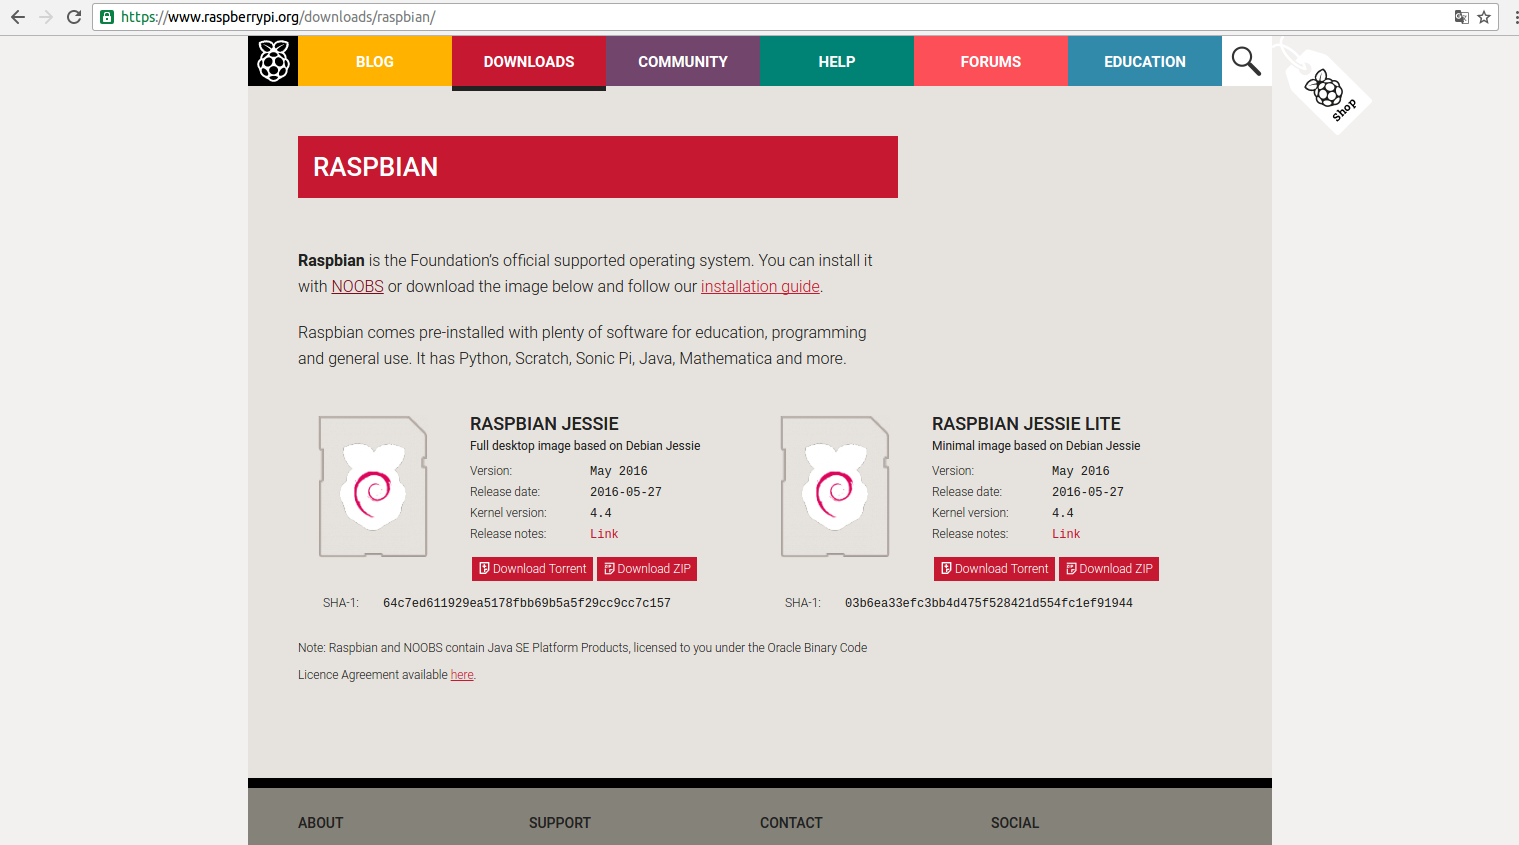 https://www.raspberrypi.org/downloads/raspbian/
BLOG DOWNLOADS COMMUNITY HELP FORUMS EDUCATION
Shop
RASPBIAN
Raspbian is the Foundation's official supported operating system. You can install it
with NOOBS or download the image below and follow our installation guide.
Raspbian comes pre-installed with plenty of software for education, programming
and general use. It has Python, Scratch, Sonic Pi, Java, Mathematica and more.
RASPBIAN JESSIE
Full desktop image based on Debian Jessie
Version: May 2016
Release date: 2016-05-27
Kernel version: 4.4
Release notes: Link
Download Torrent Download ZIP
SHA-1: 64c7ed611929ea5178fbb69b5a5f29cc9cc7c157
RASPBIAN JESSIE LITE
Minimal image based on Debian Jessie
Version: May 2016
Release date: 2016-05-27
Kernel version: 4.4
Release notes: Link
Download Torrent Download ZIP
SHA-1: 03b6ea33efc3bb4d475f528421d554fc1ef91944
Note: Raspbian and NOOBS contain Java SE Platform Products, licensed to you under the Oracle Binary Code
Licence Agreement available here.
ABOUT SUPPORT CONTACT SOCIAL